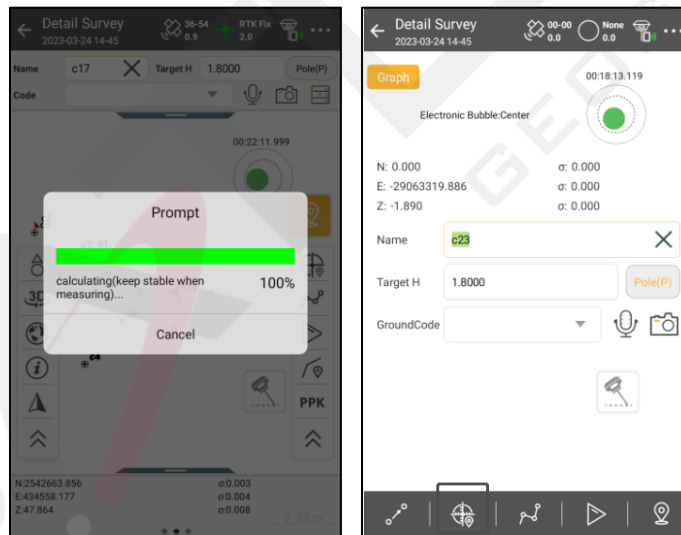 Detail Survey
2023-03-24 14-45
36-54
0.9
RTK Fix
2.0
Name
c17
Target H
1.8000
Pole(P)
Code
00:22:11.999
Prompt
calculating(keep stable when
measuring)...
100%
Cancel
3D
c4
PPK
N:2542663.856
σ:0.003
E:434558.177
σ:0.004
Z:47.864
σ:0.008
2.88m
Detail Survey
2023-03-24 14-45
00-00
0.0
None
0.0
Graph
00:18:13.119
Electronic Bubble:Center
N: 0.000
σ: 0.000
E: -29063319.886
σ: 0.000
Z: -1.890
σ: 0.000
Name
c23
Target H
1.8000
Pole(P)
GroundCode
GEO